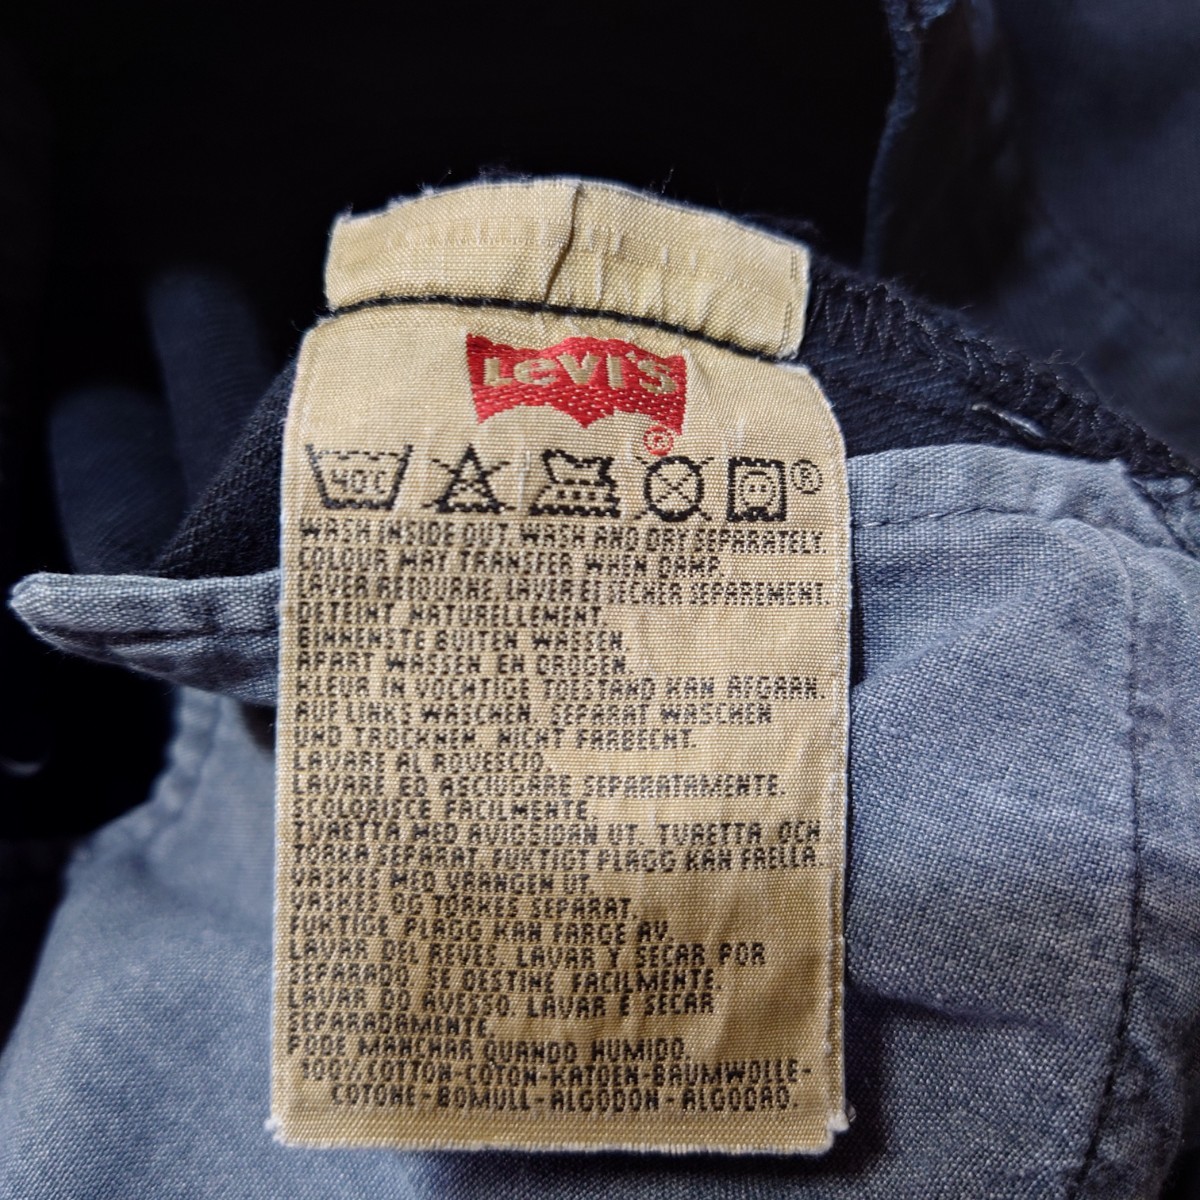 LEVI'S
®
40C
®
WASH INSIDE OUT. WASH AND DRY SEPARATELY.
COLOUR MAY TRANSFER WHEN DAMP.
LAVER RETOURNE, LAVER ET SECHER SEPAREMENT.
DETEINT NATURELLEMENT.
BINNENSTE BUITEN WASSEN.
APART WASSEN EN DROGEN.
KLEUR IN VOCHTIGE TOESTAND KAN AFGAAN.
AUF LINKS WASCHEN. SEPARAT WASCHEN
UND TROCKNEN. NICHT FARBECHT.
LAVARE AL ROVESCIO.
LAVARE ED ASCIUGARE SEPARATAMENTE.
SCOLORISCE FACILMENTE.
TVAETTA MED AVIGSIDAN UT. TVAETTA OCH
TORKA SEPARAT. FUKTIGT PLAGG KAN FAELLA
VASKES MED VRANGEN UT.
VASKES OG TORKES SEPARAT.
FUKTIGE PLAGG KAN FARGE AV.
LAVAR DEL REVES. LAVAR Y SECAR POR
SEPARADO. SE DESTINE FACILMENTE.
LAVAR DO AVESSO. LAVAR E SECAR
SEPARADAMENTE.
PODE MANCHAR QUANDO HUMIDO.
100% COTTON-COTON-KATOEN-BAUMWOLLE-
COTONE-BOMULL-ALGODON-ALGODAO.